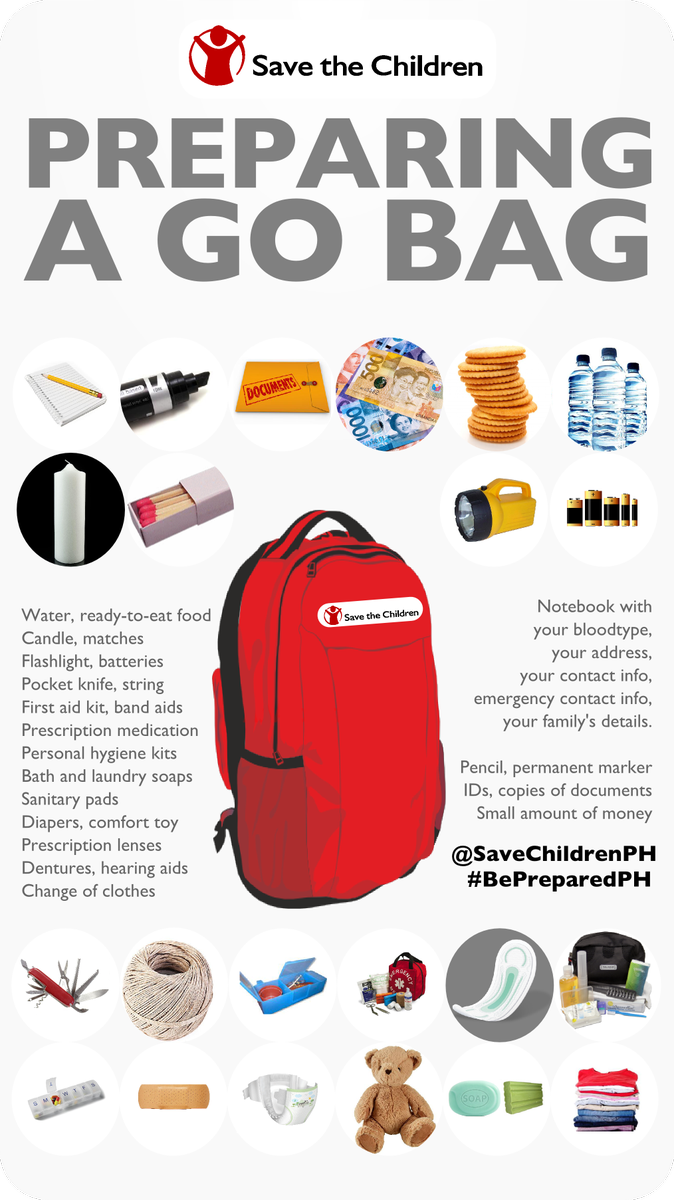 Save the Children
PREPARING
A GO BAG
DOCUMENTS
500
1000
Save the Children
Water, ready-to-eat food
Candle, matches
Flashlight, batteries
Pocket knife, string
First aid kit, band aids
Prescription medication
Personal hygiene kits
Bath and laundry soaps
Sanitary pads
Diapers, comfort toy
Prescription lenses
Dentures, hearing aids
Change of clothes
Notebook with
your bloodtype,
your address,
your contact info,
emergency contact info,
your family's details.
Pencil, permanent marker
IDs, copies of documents
Small amount of money
@SaveChildrenPH
#BePreparedPH
EMERGENCY
SOAP